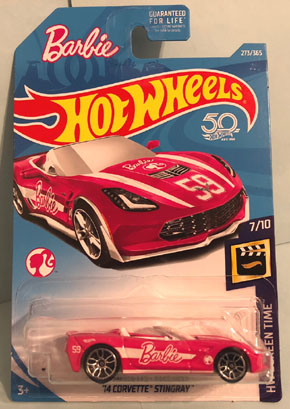 GUARANTEED
FOR LIFE
Barbie
273/365
HOT WHEELS
50
59
Barbie
7/10
HW SCREEN TIME
59
Barbie
'14 CORVETTE® STINGRAY
3+